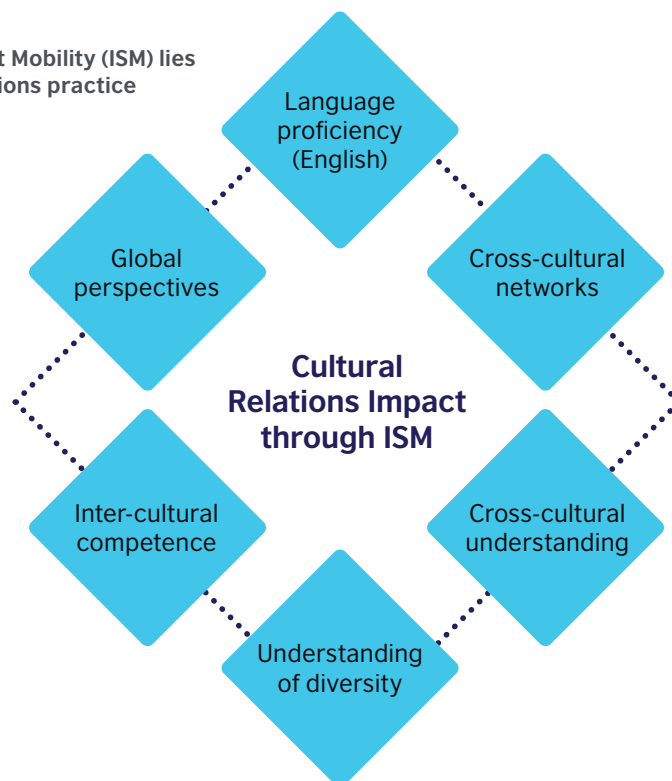 t Mobility (ISM) lies
ions practice
Language
proficiency
(English)
Global
perspectives
Cross-cultural
networks
Cultural
Relations Impact
through ISM
Inter-cultural
competence
Cross-cultural
understanding
Understanding
of diversity